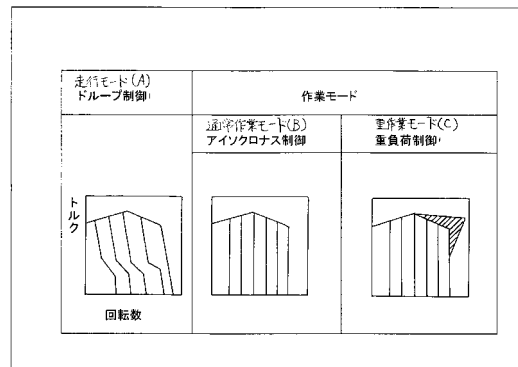 走行モード(A)
ドループ制御
作業モード
通常作業モード(B)
アイソクロナス制御
重作業モード(C)
重負荷制御
トルク
回転数